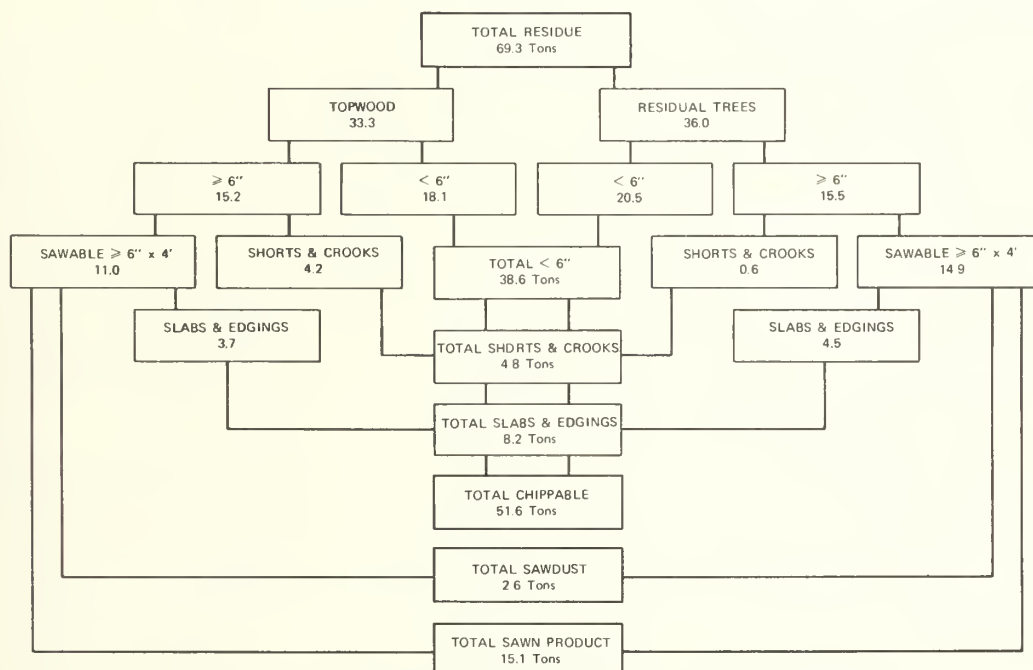 TOTAL RESIDUE
69.3 Tons
TOPWOOD
33.3
RESIDUAL TREES
36.0
⩾ 6"
15.2
< 6"
18.1
< 6"
20.5
⩾ 6"
15.5
SAWABLE ⩾ 6" x 4'
11.0
SHORTS & CROOKS
4.2
TOTAL < 6"
38.6 Tons
SHORTS & CROOKS
0.6
SAWABLE ⩾ 6" x 4'
14.9
SLABS & EDGINGS
3.7
TOTAL SHORTS & CROOKS
4.8 Tons
SLABS & EDGINGS
4.5
TOTAL SLABS & EDGINGS
8.2 Tons
TOTAL CHIPPABLE
51.6 Tons
TOTAL SAWDUST
2.6 Tons
TOTAL SAWN PRODUCT
15.1 Tons